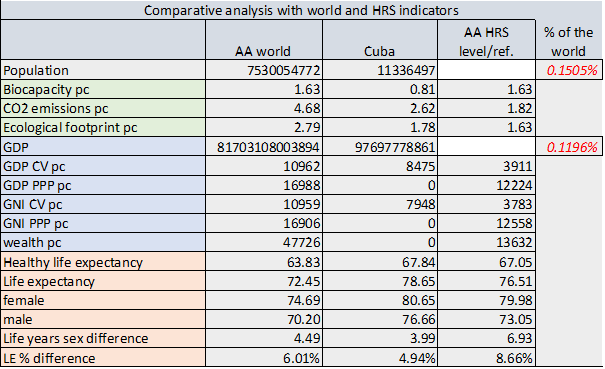 Comparative analysis with world and HRS indicators
AA world Cuba AA HRS level/ref. % of the world
Population 7530054772 11336497 0.1505%
Biocapacity pc 1.63 0.81 1.63
CO2 emissions pc 4.68 2.62 1.82
Ecological footprint pc 2.79 1.78 1.63
GDP 81703108003894 97697778861 0.1196%
GDP CV pc 10962 8475 3911
GDP PPP pc 16988 0 12224
GNI CV pc 10959 7948 3783
GNI PPP pc 16906 0 12558
wealth pc 47726 0 13632
Healthy life expectancy 63.83 67.84 67.05
Life expectancy 72.45 78.65 76.51
female 74.69 80.65 79.98
male 70.20 76.66 73.05
Life years sex difference 4.49 3.99 6.93
LE % difference 6.01% 4.94% 8.66%